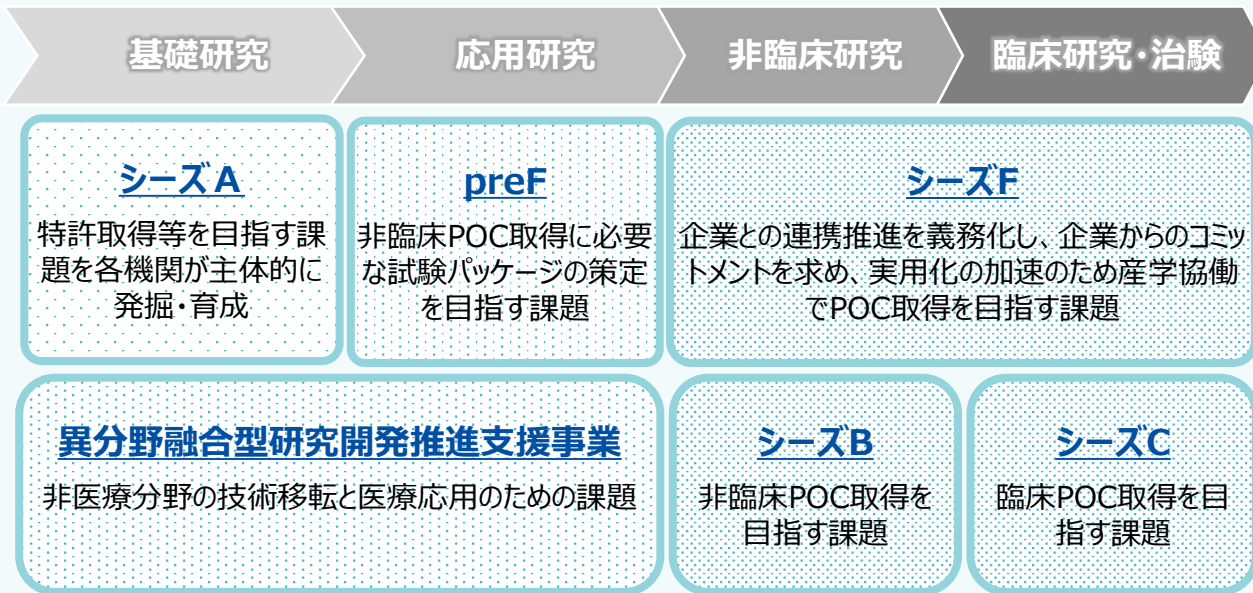 基礎研究
応用研究
非臨床研究
臨床研究・治験
シーズA
特許取得等を目指す課
題を各機関が主体的に
発掘・育成
preF
非臨床POC取得に必要
な試験パッケージの策定
を目指す課題
シーズF
企業との連携推進を義務化し、企業からのコミッ
トメントを求め、実用化の加速のため産学協働
でPOC取得を目指す課題
異分野融合型研究開発推進支援事業
非医療分野の技術移転と医療応用のための課題
シーズB
非臨床POC取得を
目指す課題
シーズC
臨床POC取得を目
指す課題